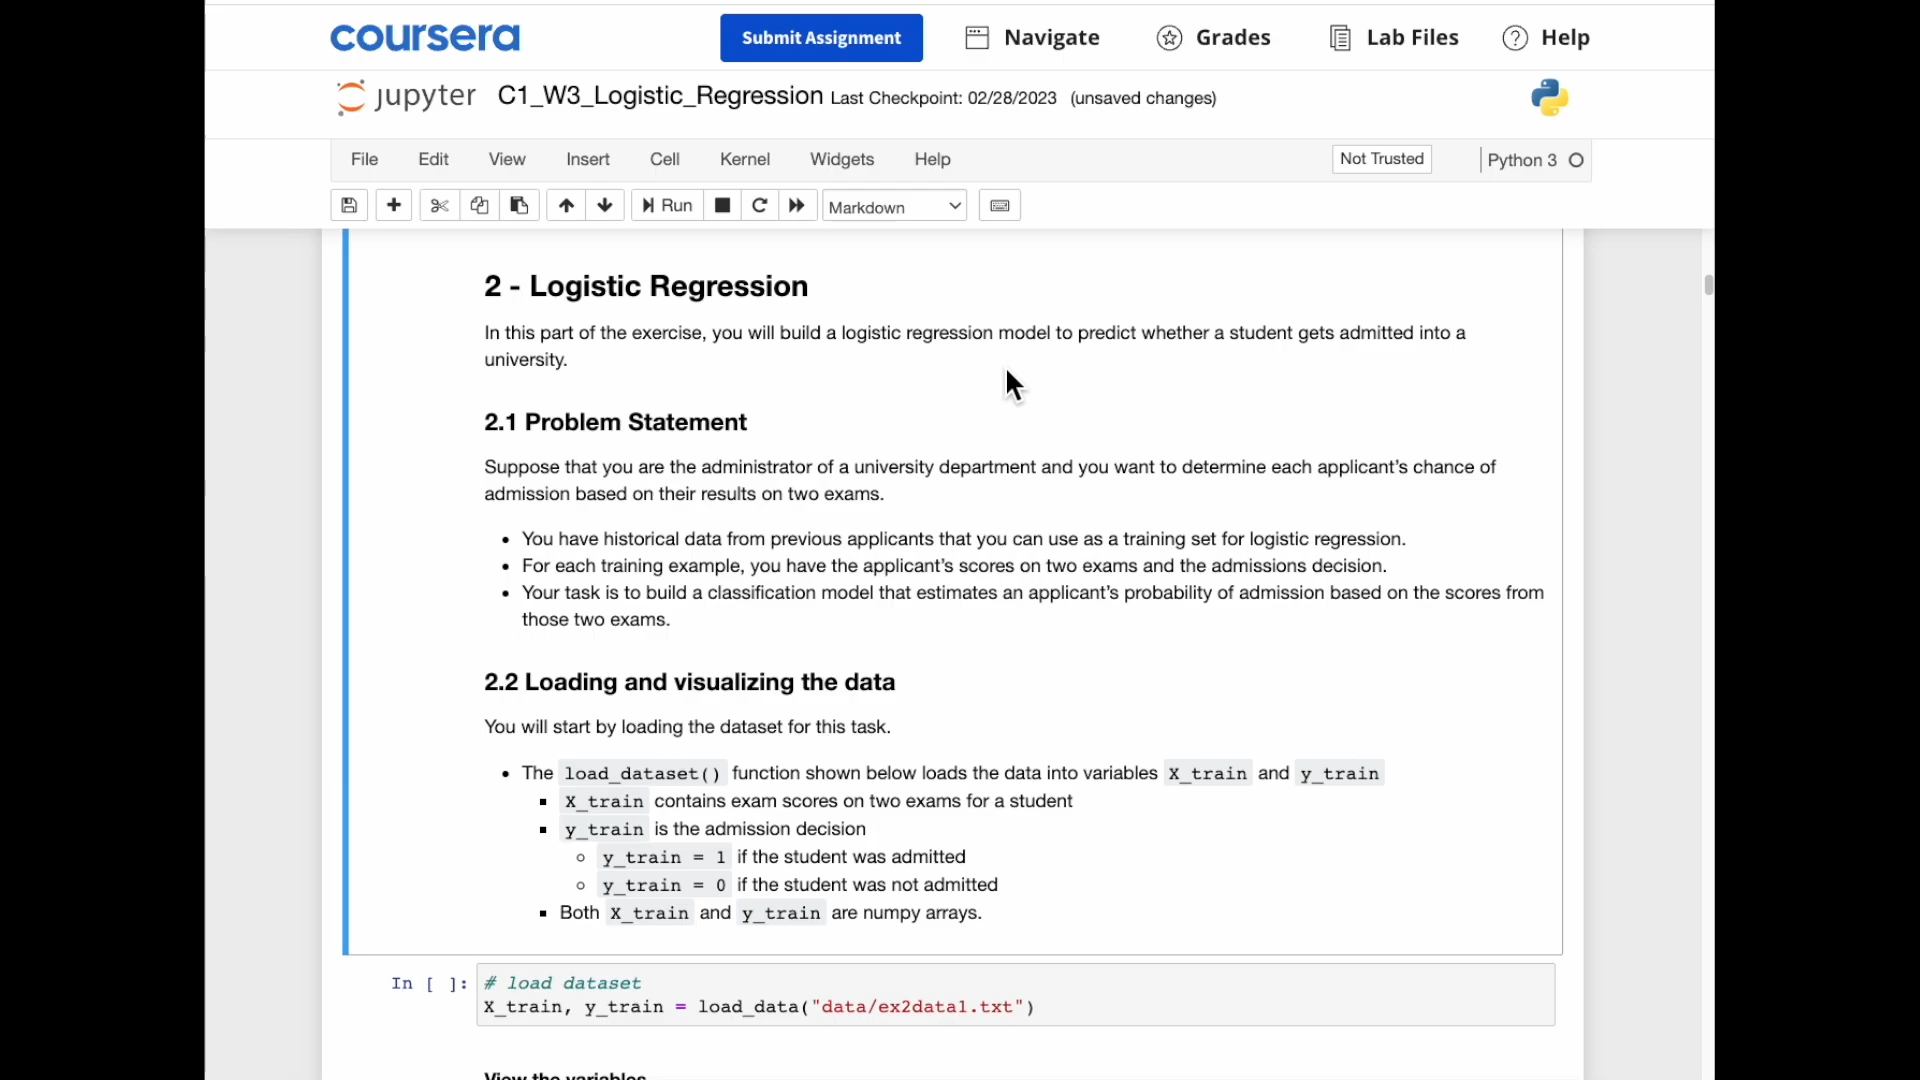 coursera Submit Assignment Navigate Grades Lab Files Help
jupyter C1_W3_Logistic_Regression Last Checkpoint: 02/28/2023 (unsaved changes)
File Edit View Insert Cell Kernel Widgets Help Not Trusted Python 3
Run Markdown
2 - Logistic Regression
In this part of the exercise, you will build a logistic regression model to predict whether a student gets admitted into a
university.
2.1 Problem Statement
Suppose that you are the administrator of a university department and you want to determine each applicant's chance of
admission based on their results on two exams.
• You have historical data from previous applicants that you can use as a training set for logistic regression.
• For each training example, you have the applicant's scores on two exams and the admissions decision.
• Your task is to build a classification model that estimates an applicant's probability of admission based on the scores from
those two exams.
2.2 Loading and visualizing the data
You will start by loading the dataset for this task.
• The load_dataset() function shown below loads the data into variables X_train and y_train
▪ X_train contains exam scores on two exams for a student
▪ y_train is the admission decision
◦ y_train = 1 if the student was admitted
◦ y_train = 0 if the student was not admitted
▪ Both X_train and y_train are numpy arrays.
In [ ]: # load dataset
X_train, y_train = load_data("data/ex2data1.txt")
View the variables